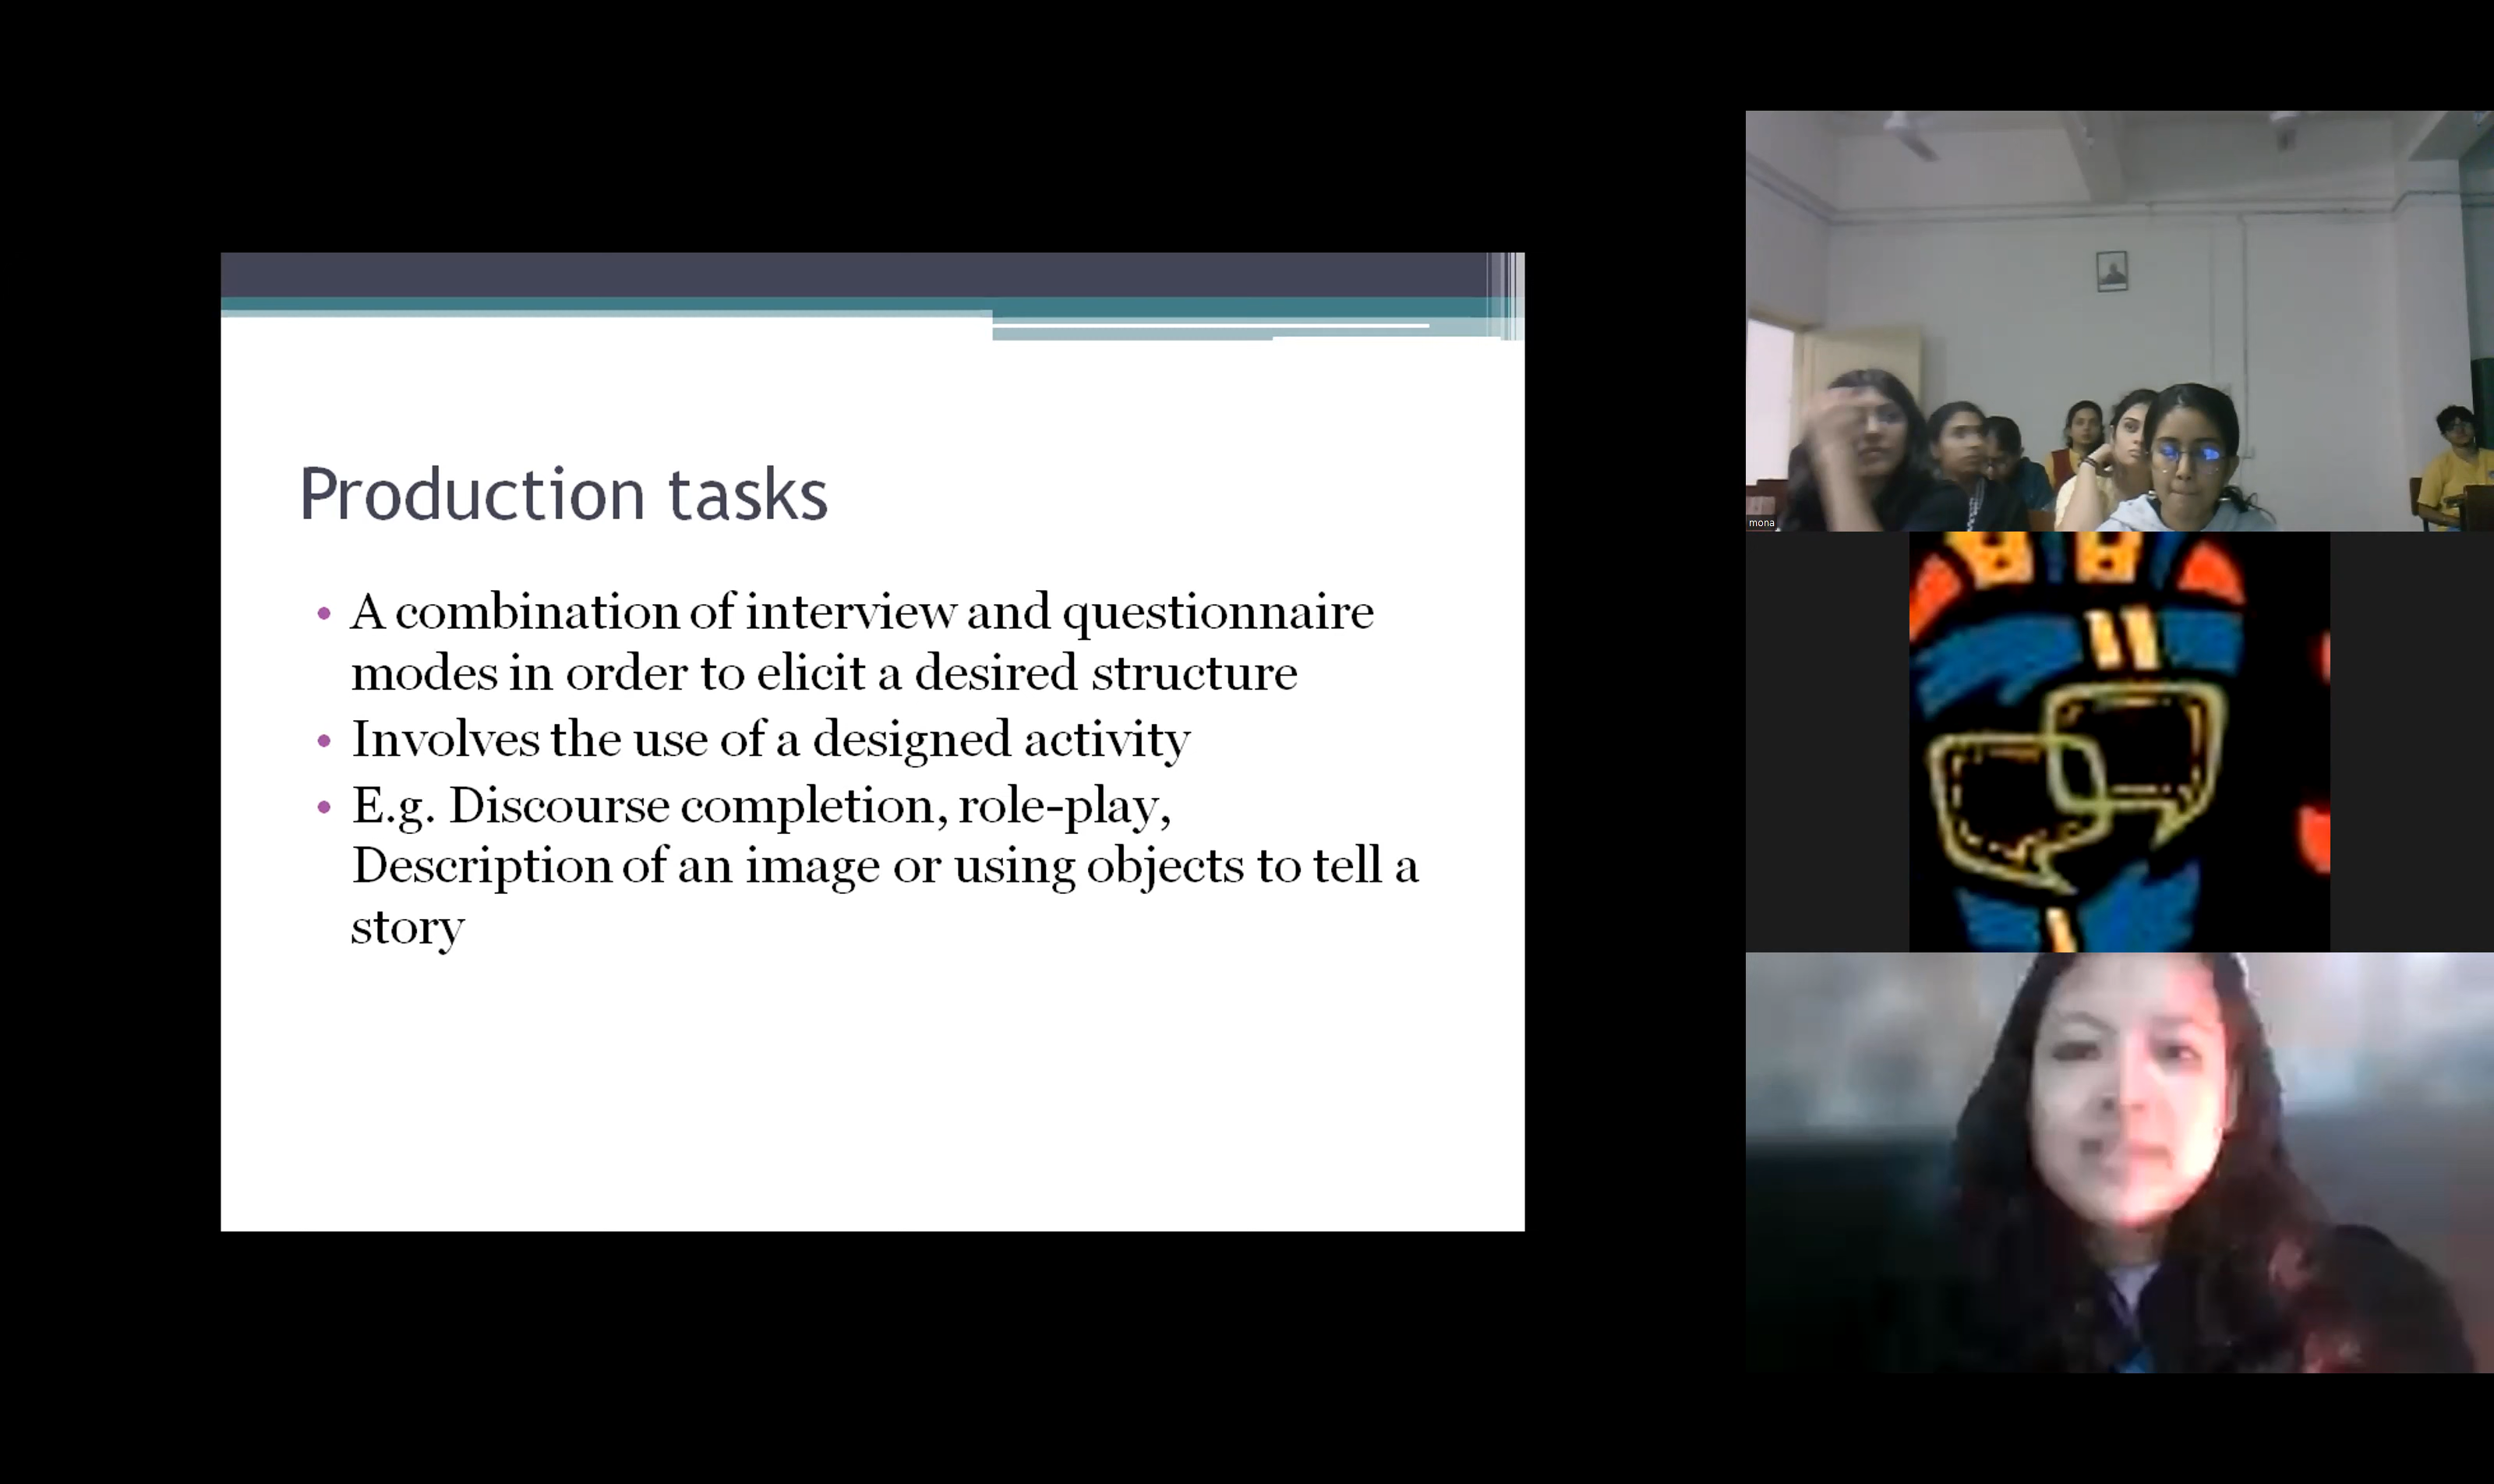 Production tasks
• A combination of interview and questionnaire
modes in order to elicit a desired structure
• Involves the use of a designed activity
• E.g. Discourse completion, role-play,
Description of an image or using objects to tell a
story
mona